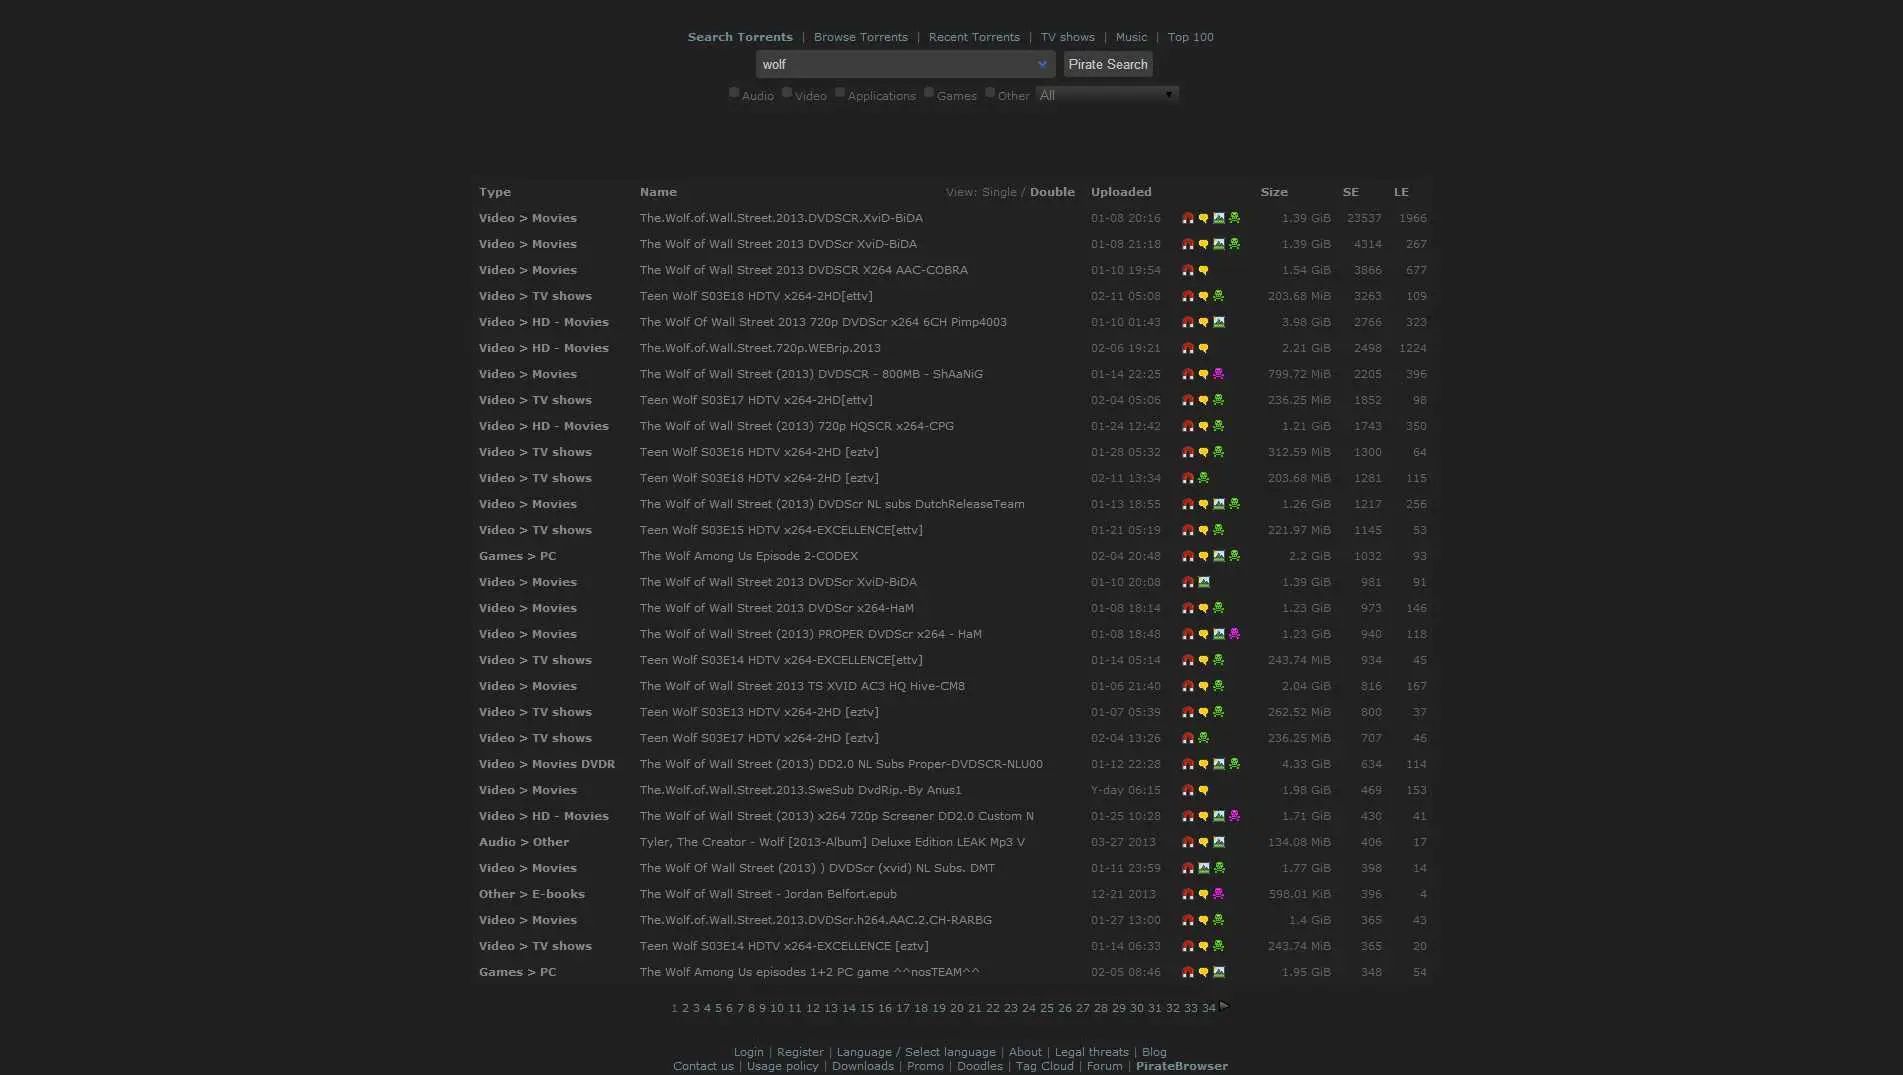 Search Torrents | Browse Torrents | Recent Torrents | TV shows | Music | Top 100
wolf Pirate Search
Audio Video Applications Games Other All
Type Name View: Single / Double Uploaded Size SE LE
Video > Movies The.Wolf.of.Wall.Street.2013.DVDSCR.XviD-BiDA 01-08 20:16 1.39 GiB 23537 1966
Video > Movies The Wolf of Wall Street 2013 DVDScr XviD-BiDA 01-08 21:18 1.39 GiB 4314 267
Video > Movies The Wolf of Wall Street 2013 DVDSCR X264 AAC-COBRA 01-10 19:54 1.54 GiB 3866 677
Video > TV shows Teen Wolf S03E18 HDTV x264-2HD[ettv] 02-11 05:08 203.68 MiB 3263 109
Video > HD - Movies The Wolf Of Wall Street 2013 720p DVDScr x264 6CH Pimp4003 01-10 01:43 3.98 GiB 2766 323
Video > HD - Movies The.Wolf.of.Wall.Street.720p.WEBrip.2013 02-06 19:21 2.21 GiB 2498 1224
Video > Movies The Wolf of Wall Street (2013) DVDSCR - 800MB - ShAaNiG 01-14 22:25 799.72 MiB 2205 396
Video > TV shows Teen Wolf S03E17 HDTV x264-2HD[ettv] 02-04 05:06 236.25 MiB 1852 98
Video > HD - Movies The Wolf of Wall Street (2013) 720p HQSCR x264-CPG 01-24 12:42 1.21 GiB 1743 350
Video > TV shows Teen Wolf S03E16 HDTV x264-2HD [eztv] 01-28 05:32 312.59 MiB 1300 64
Video > TV shows Teen Wolf S03E18 HDTV x264-2HD [eztv] 02-11 13:34 203.68 MiB 1281 115
Video > Movies The Wolf of Wall Street (2013) DVDScr NL subs DutchReleaseTeam 01-13 18:55 1.26 GiB 1217 256
Video > TV shows Teen Wolf S03E15 HDTV x264-EXCELLENCE[ettv] 01-21 05:19 221.97 MiB 1145 53
Games > PC The Wolf Among Us Episode 2-CODEX 02-04 20:48 2.2 GiB 1032 93
Video > Movies The Wolf of Wall Street 2013 DVDScr XviD-BiDA 01-10 20:08 1.39 GiB 981 91
Video > Movies The Wolf of Wall Street 2013 DVDScr x264-HaM 01-08 18:14 1.23 GiB 973 146
Video > Movies The Wolf of Wall Street (2013) PROPER DVDScr x264 - HaM 01-08 18:48 1.23 GiB 940 118
Video > TV shows Teen Wolf S03E14 HDTV x264-EXCELLENCE[ettv] 01-14 05:14 243.74 MiB 934 45
Video > Movies The Wolf of Wall Street 2013 TS XVID AC3 HQ Hive-CM8 01-06 21:40 2.04 GiB 816 167
Video > TV shows Teen Wolf S03E13 HDTV x264-2HD [eztv] 01-07 05:39 262.52 MiB 800 37
Video > TV shows Teen Wolf S03E17 HDTV x264-2HD [eztv] 02-04 13:26 236.25 MiB 707 46
Video > Movies DVDR The Wolf of Wall Street (2013) DD2.0 NL Subs Proper-DVDSCR-NLU00 01-12 22:28 4.33 GiB 634 114
Video > Movies The.Wolf.of.Wall.Street.2013.SweSub DvdRip.-By Anus1 Y-day 06:15 1.98 GiB 469 153
Video > HD - Movies The Wolf of Wall Street (2013) x264 720p Screener DD2.0 Custom N 01-25 10:28 1.71 GiB 430 41
Audio > Other Tyler, The Creator - Wolf [2013-Album] Deluxe Edition LEAK Mp3 V 03-27 2013 134.08 MiB 406 17
Video > Movies The Wolf Of Wall Street (2013) ) DVDScr (xvid) NL Subs. DMT 01-11 23:59 1.77 GiB 398 14
Other > E-books The Wolf of Wall Street - Jordan Belfort.epub 12-21 2013 598.01 KiB 396 4
Video > Movies The.Wolf.of.Wall.Street.2013.DVDScr.h264.AAC.2.CH-RARBG 01-27 13:00 1.4 GiB 365 43
Video > TV shows Teen Wolf S03E14 HDTV x264-EXCELLENCE [eztv] 01-14 06:33 243.74 MiB 365 20
Games > PC The Wolf Among Us episodes 1+2 PC game ^^nosTEAM^^ 02-05 08:46 1.95 GiB 348 54
1 2 3 4 5 6 7 8 9 10 11 12 13 14 15 16 17 18 19 20 21 22 23 24 25 26 27 28 29 30 31 32 33 34
Login | Register | Language / Select language | About | Legal threats | Blog
Contact us | Usage policy | Downloads | Promo | Doodles | Tag Cloud | Forum | PirateBrowser